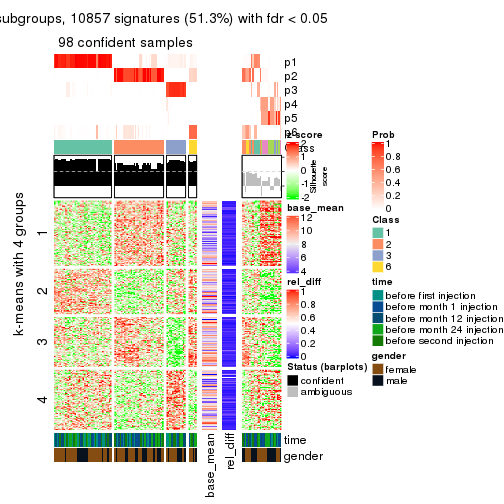 subgroups, 10857 signatures (51.3%) with fdr < 0.05
98 confident samples
p1
p2
p3
p4
p5
p6
Class
k-means with 4 groups
1
2
3
4
Silhouette
score
z-score
2
1
0
-1
-2
base_mean
12
10
8
6
4
rel_diff
1
0.8
0.6
0.4
0.2
0
Status (barplots)
confident
ambiguous
Prob
1
0.8
0.6
0.4
0.2
0
Class
1
2
3
6
time
before first injection
before month 1 injection
before month 12 injection
before month 24 injection
before second injection
gender
female
male
time
gender
base_mean
rel_diff